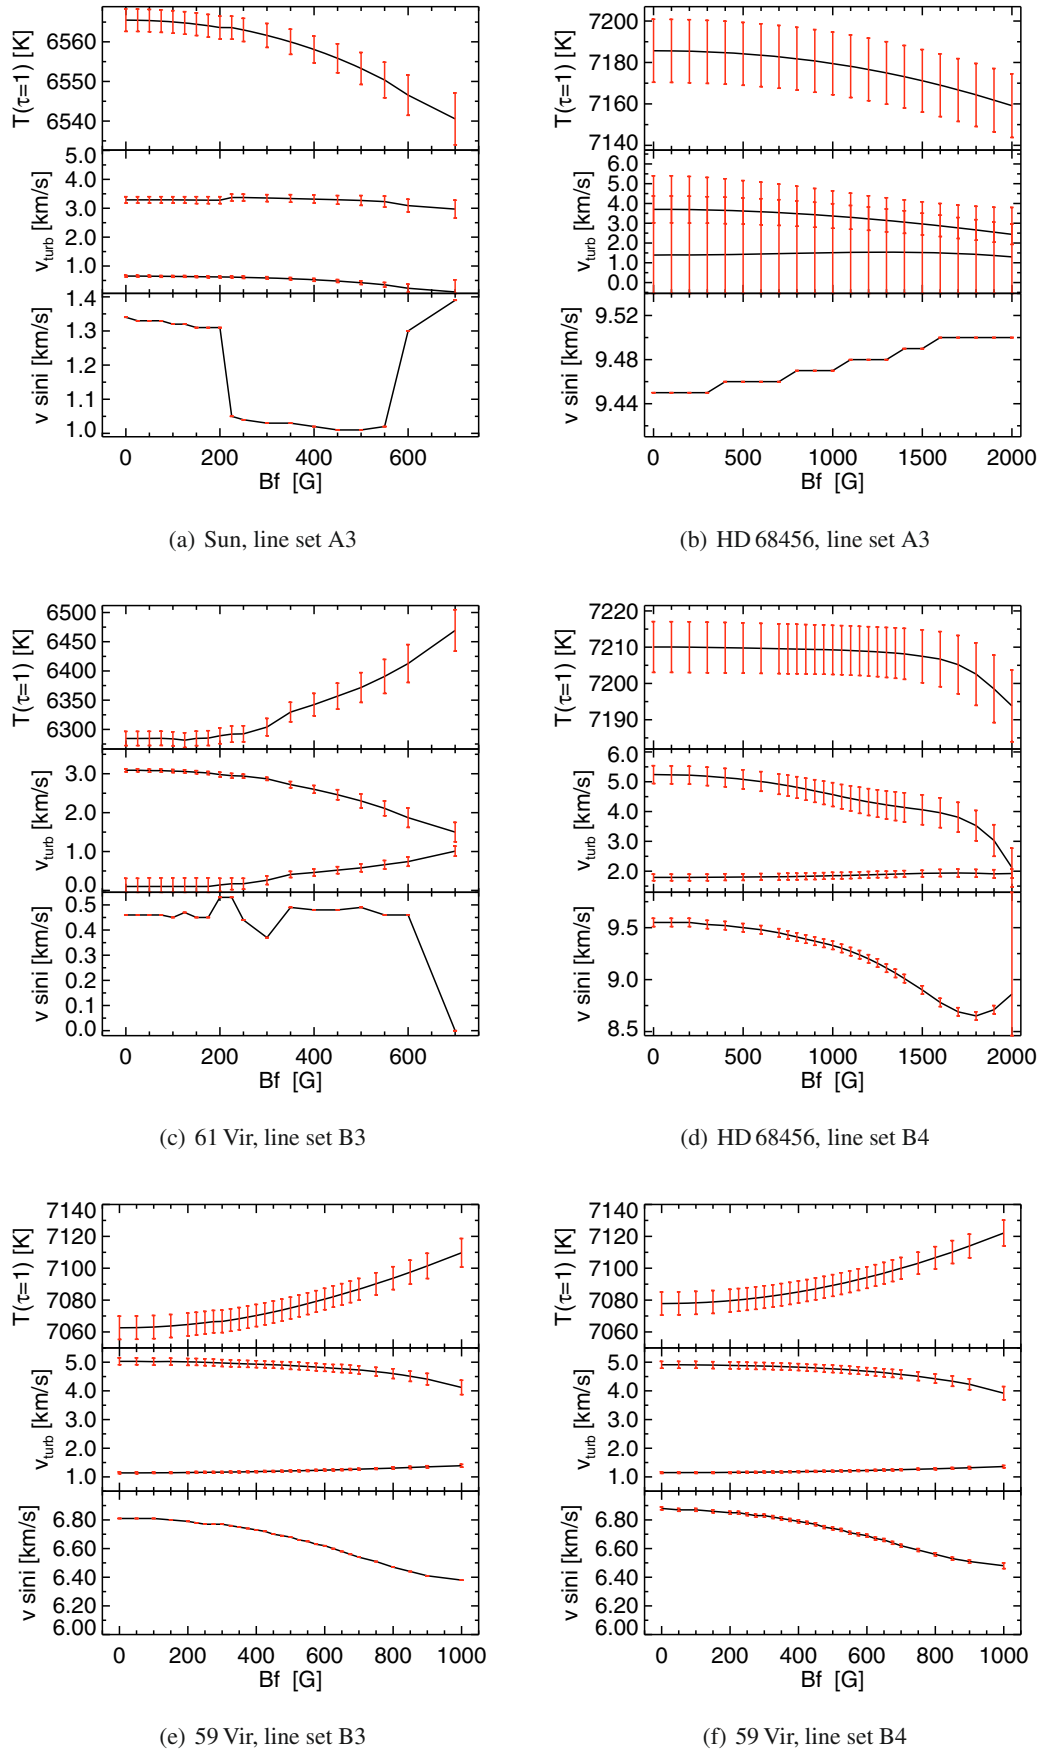 T(τ=1) [K]
6560
6550
6540
v_turb [km/s]
5.0
4.0
3.0
2.0
1.0
v sini [km/s]
1.4
1.3
1.2
1.1
1.0
0 200 400 600
Bf [G]
(a) Sun, line set A3
T(τ=1) [K]
7200
7180
7160
7140
v_turb [km/s]
6.0
5.0
4.0
3.0
2.0
1.0
0.0
v sini [km/s]
9.52
9.48
9.44
0 500 1000 1500 2000
Bf [G]
(b) HD 68456, line set A3
T(τ=1) [K]
6500
6450
6400
6350
6300
v_turb [km/s]
3.0
2.0
1.0
0.0
v sini [km/s]
0.5
0.4
0.3
0.2
0.1
0.0
0 200 400 600
Bf [G]
(c) 61 Vir, line set B3
T(τ=1) [K]
7220
7210
7200
7190
v_turb [km/s]
6.0
5.0
4.0
3.0
2.0
v sini [km/s]
9.5
9.0
8.5
0 500 1000 1500 2000
Bf [G]
(d) HD 68456, line set B4
T(τ=1) [K]
7140
7120
7100
7080
7060
v_turb [km/s]
5.0
4.0
3.0
2.0
1.0
v sini [km/s]
6.80
6.60
6.40
6.20
6.00
0 200 400 600 800 1000
Bf [G]
(e) 59 Vir, line set B3
T(τ=1) [K]
7140
7120
7100
7080
7060
v_turb [km/s]
5.0
4.0
3.0
2.0
1.0
v sini [km/s]
6.80
6.60
6.40
6.20
6.00
0 200 400 600 800 1000
Bf [G]
(f) 59 Vir, line set B4